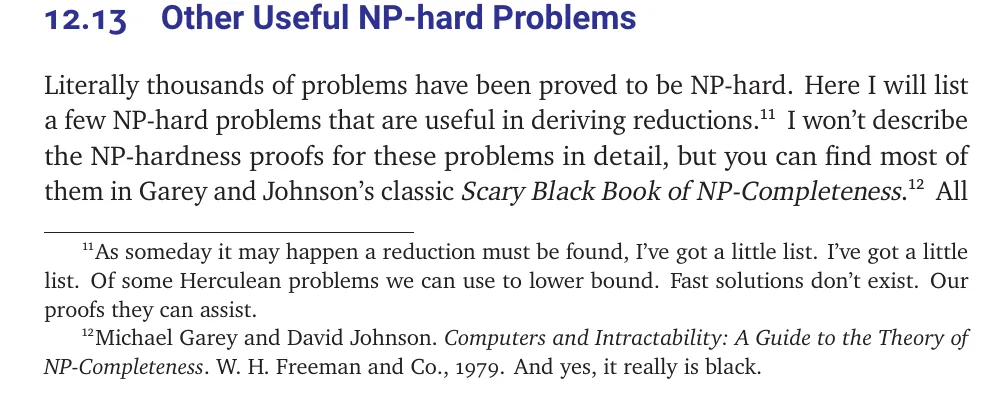 12.13 Other Useful NP-hard Problems
Literally thousands of problems have been proved to be NP-hard. Here I will list
a few NP-hard problems that are useful in deriving reductions.¹¹ I won’t describe
the NP-hardness proofs for these problems in detail, but you can find most of
them in Garey and Johnson’s classic Scary Black Book of NP-Completeness.¹² All
¹¹As someday it may happen a reduction must be found, I’ve got a little list. I’ve got a little
list. Of some Herculean problems we can use to lower bound. Fast solutions don’t exist. Our
proofs they can assist.
¹²Michael Garey and David Johnson. Computers and Intractability: A Guide to the Theory of
NP-Completeness. W. H. Freeman and Co., 1979. And yes, it really is black.